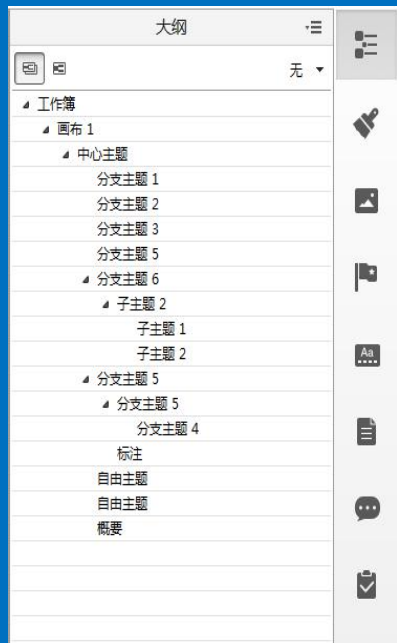 大纲
无
工作簿
画布 1
中心主题
分支主题 1
分支主题 2
分支主题 3
分支主题 5
分支主题 6
子主题 2
子主题 1
子主题 2
分支主题 5
分支主题 5
分支主题 4
标注
自由主题
自由主题
概要
Aa